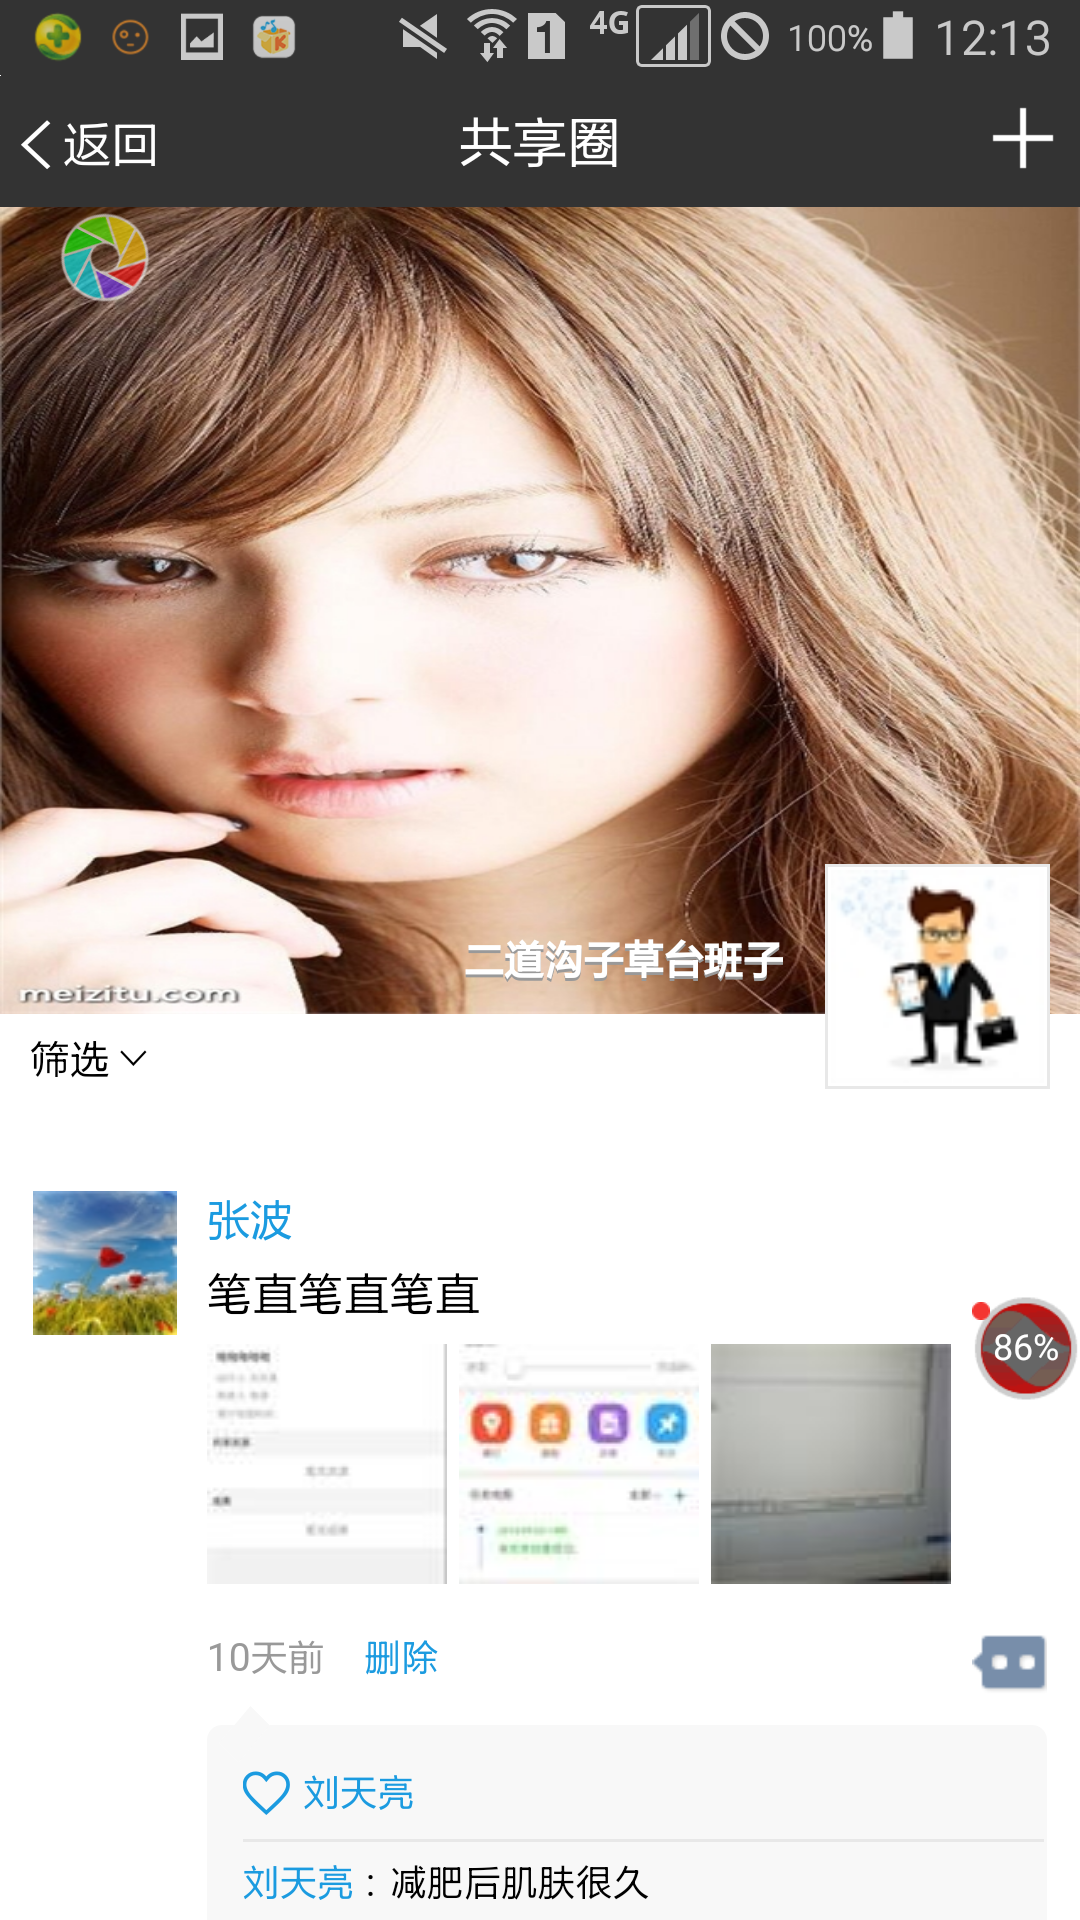 4G 1 100% 12:13
返回 共享圈
二道沟子草台班子
meizitu.com
筛选
张波
笔直笔直笔直
86%
10天前 删除
刘天亮
刘天亮：减肥后肌肤很久